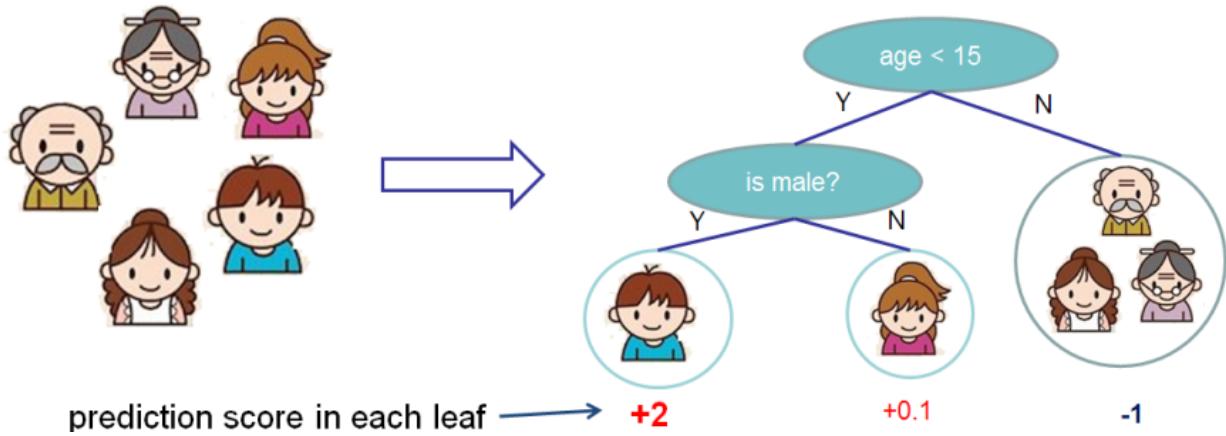 age < 15
Y
N
is male?
Y
N
prediction score in each leaf
+2
+0.1
-1